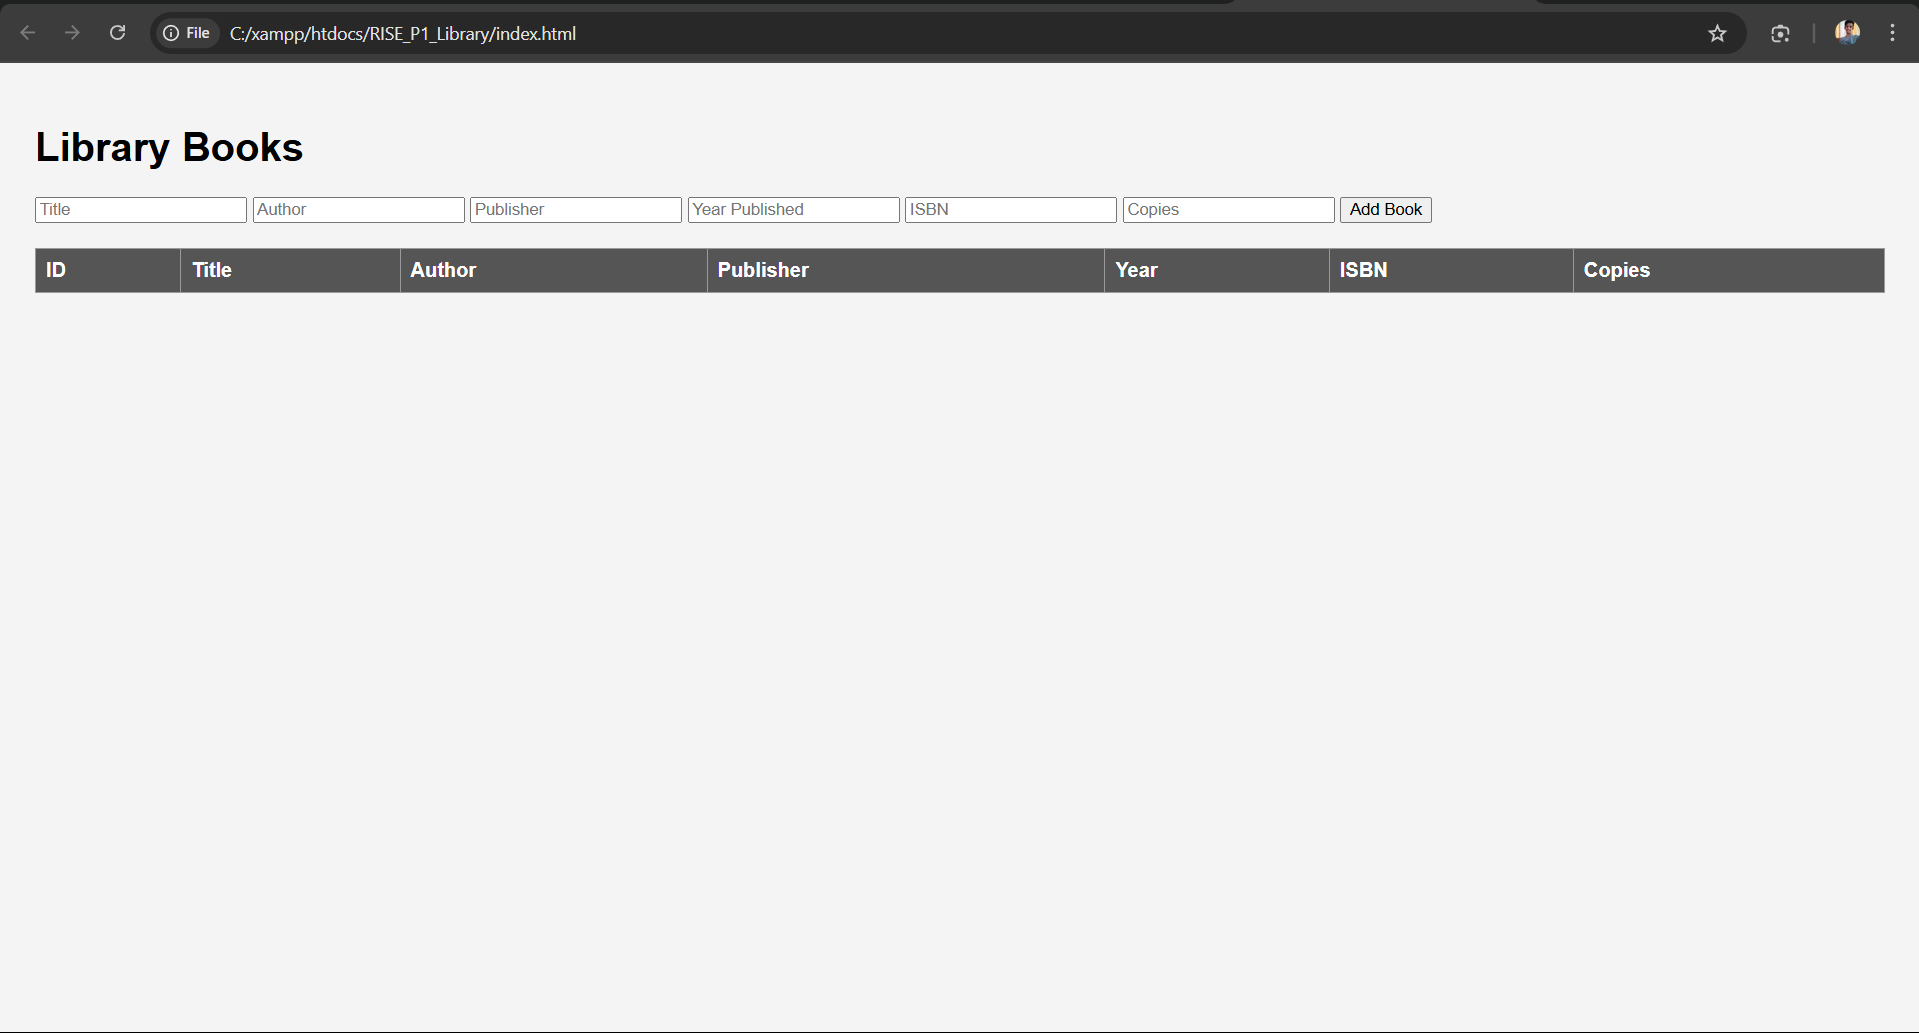 File C:/xampp/htdocs/RISE_P1_Library/index.html
Library Books
Title Author Publisher Year Published ISBN Copies Add Book
ID Title Author Publisher Year ISBN Copies